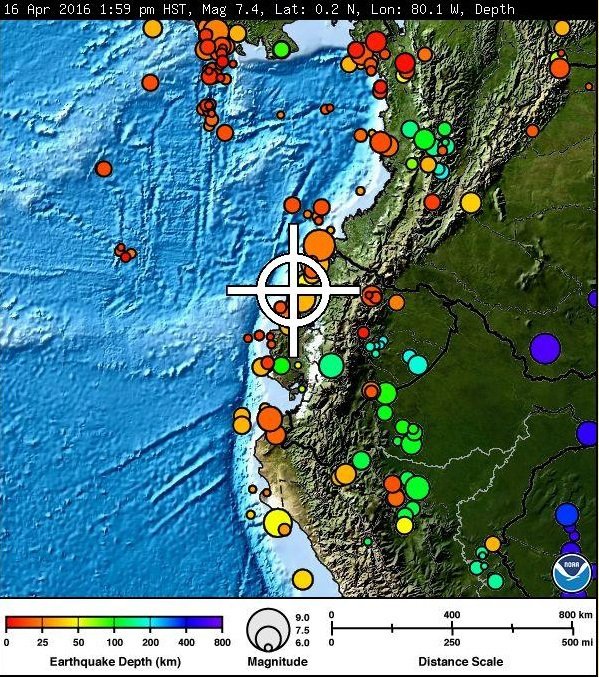 16 Apr 2016 1:59 pm HST, Mag 7.4, Lat: 0.2 N, Lon: 80.1 W, Depth
NOAA
0 25 50 100 200 400 800
Earthquake Depth (km)
9.0
7.5
6.0
Magnitude
0 400 800 km
0 250 500 mi
Distance Scale